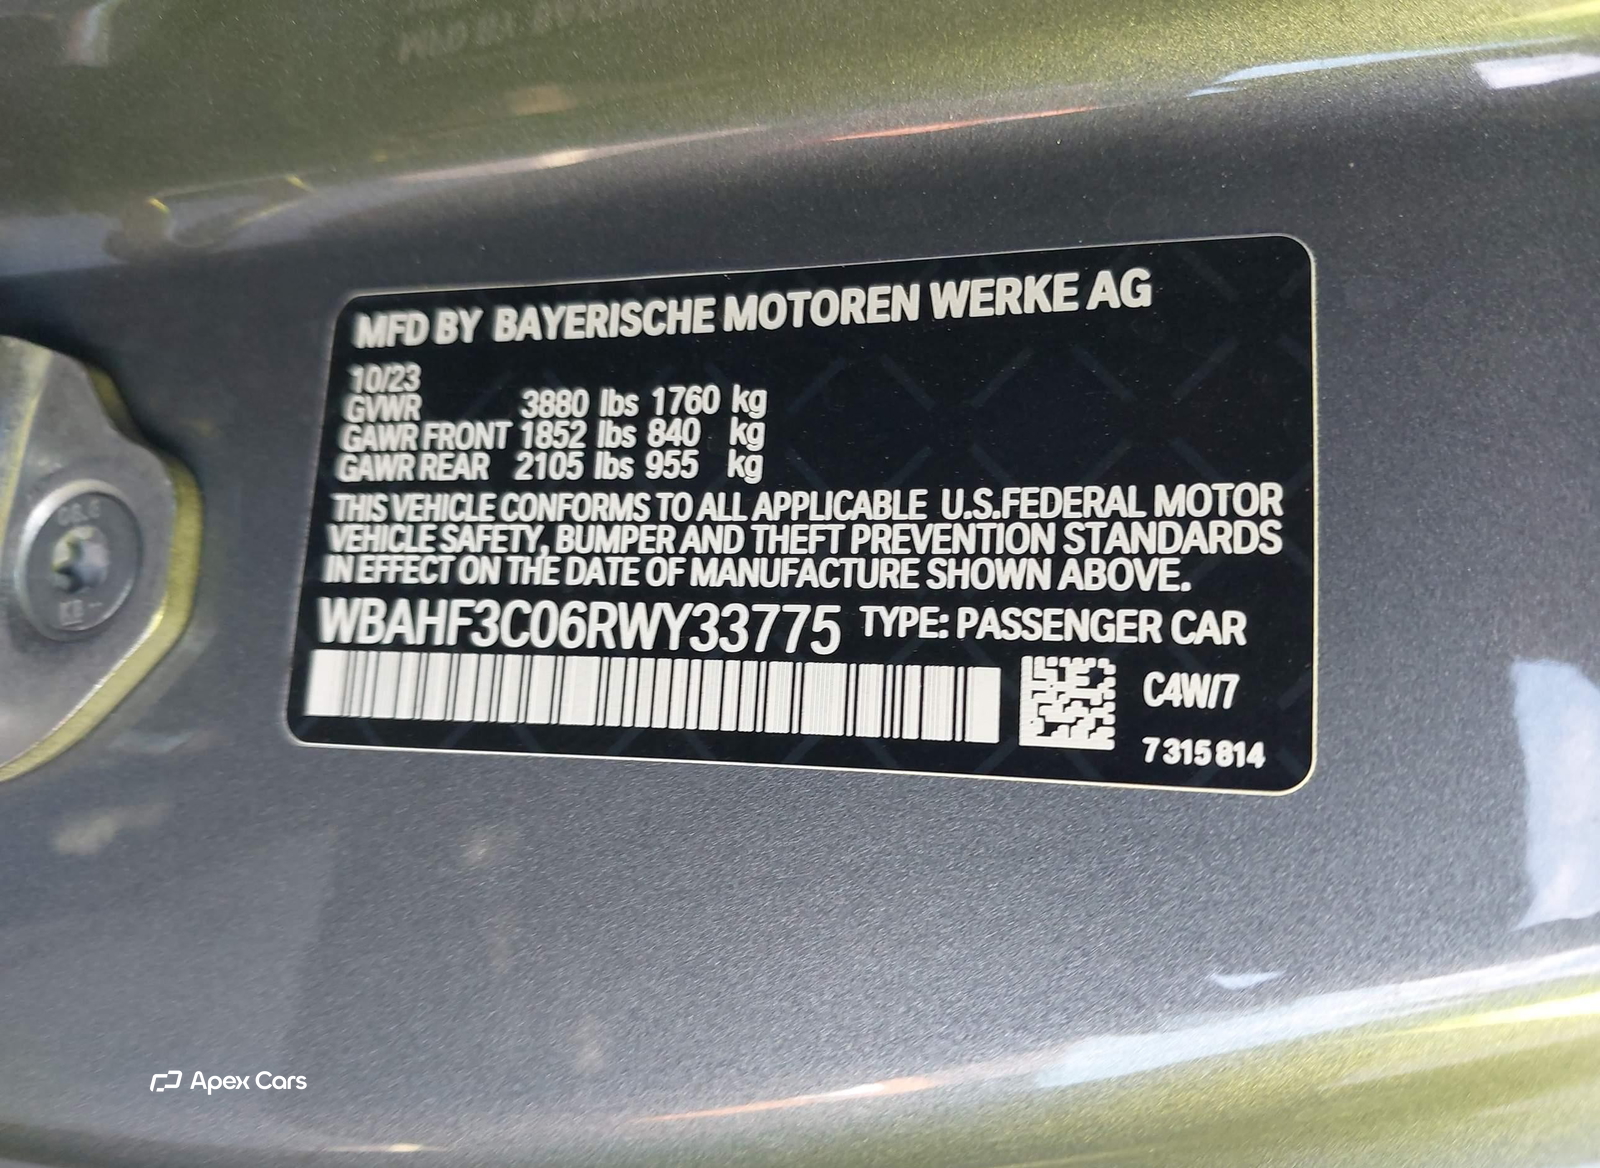 MFD BY BAYERISCHE MOTOREN WERKE AG
10/23
GVWR 3880 lbs 1760 kg
GAWR FRONT 1852 lbs 840 kg
GAWR REAR 2105 lbs 955 kg
THIS VEHICLE CONFORMS TO ALL APPLICABLE U.S.FEDERAL MOTOR
VEHICLE SAFETY, BUMPER AND THEFT PREVENTION STANDARDS
IN EFFECT ON THE DATE OF MANUFACTURE SHOWN ABOVE.
WBAHF3C06RWY33775 TYPE: PASSENGER CAR
C4W/7
7315814
Apex Cars